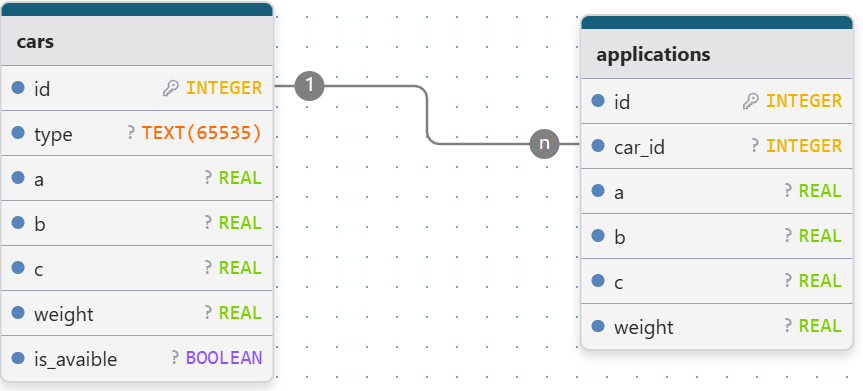 cars
id INTEGER
type ? TEXT(65535)
a ? REAL
b ? REAL
c ? REAL
weight ? REAL
is_avaible ? BOOLEAN
1
n
applications
id INTEGER
car_id ? INTEGER
a ? REAL
b ? REAL
c ? REAL
weight ? REAL